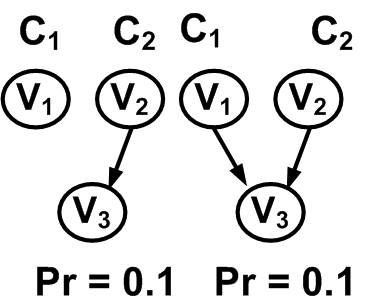 C₁ C₂ C₁ C₂
V₁ V₂ V₁ V₂
V₃ V₃
Pr = 0.1 Pr = 0.1